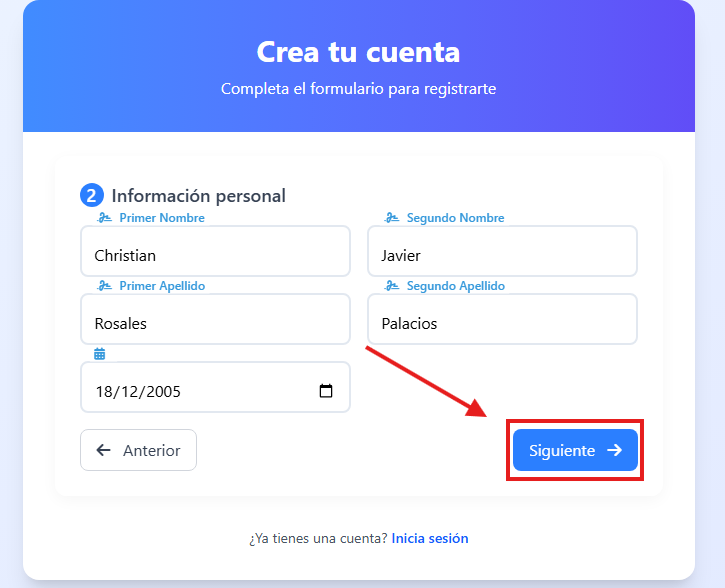 Crea tu cuenta
Completa el formulario para registrarte
2 Información personal
Primer Nombre Segundo Nombre
Christian Javier
Primer Apellido Segundo Apellido
Rosales Palacios
18/12/2005
Anterior Siguiente
¿Ya tienes una cuenta? Inicia sesión